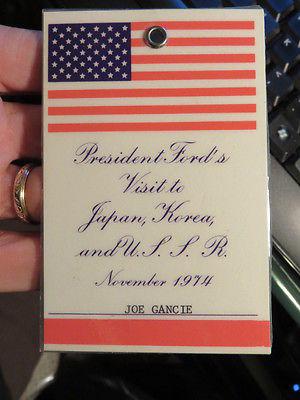 President Ford's
Visit to
Japan, Korea,
and U. S. S. R.
November 1974
JOE GANCIE